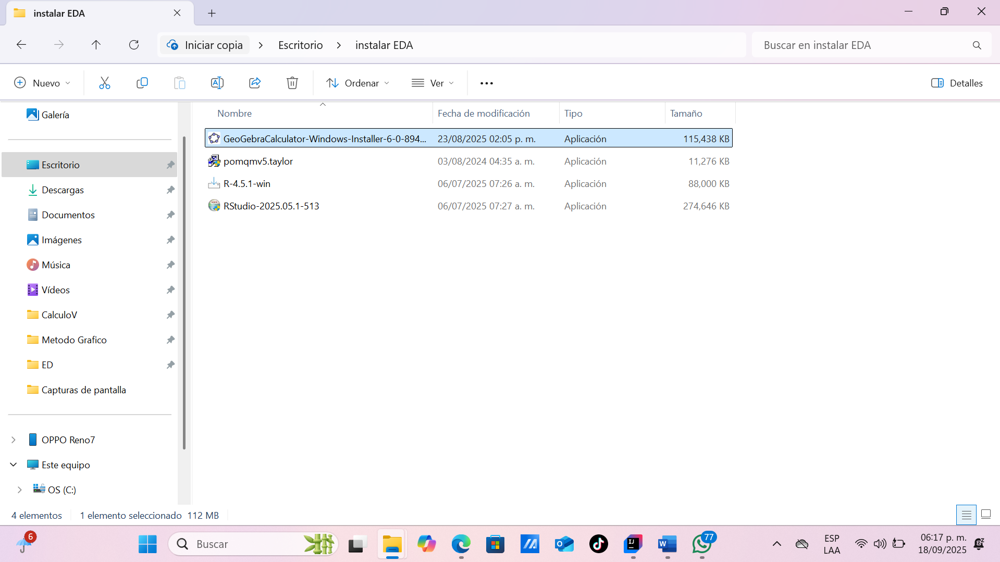 instalar EDA
Iniciar copia > Escritorio > instalar EDA
Buscar en instalar EDA
Nuevo
Ordenar
Ver
Detalles
Galería
Escritorio
Descargas
Documentos
Imágenes
Música
Vídeos
CalculoV
Metodo Grafico
ED
Capturas de pantalla
OPPO Reno7
Este equipo
OS (C:)
Nombre Fecha de modificación Tipo Tamaño
GeoGebraCalculator-Windows-Installer-6-0-894... 23/08/2025 02:05 p. m. Aplicación 115,438 KB
pomqmv5.taylor 03/08/2024 04:35 a. m. Aplicación 11,276 KB
R-4.5.1-win 06/07/2025 07:26 a. m. Aplicación 88,000 KB
RStudio-2025.05.1-513 06/07/2025 07:27 a. m. Aplicación 274,646 KB
4 elementos 1 elemento seleccionado 112 MB
6
Buscar
77
ESP
LAA
06:17 p. m.
18/09/2025